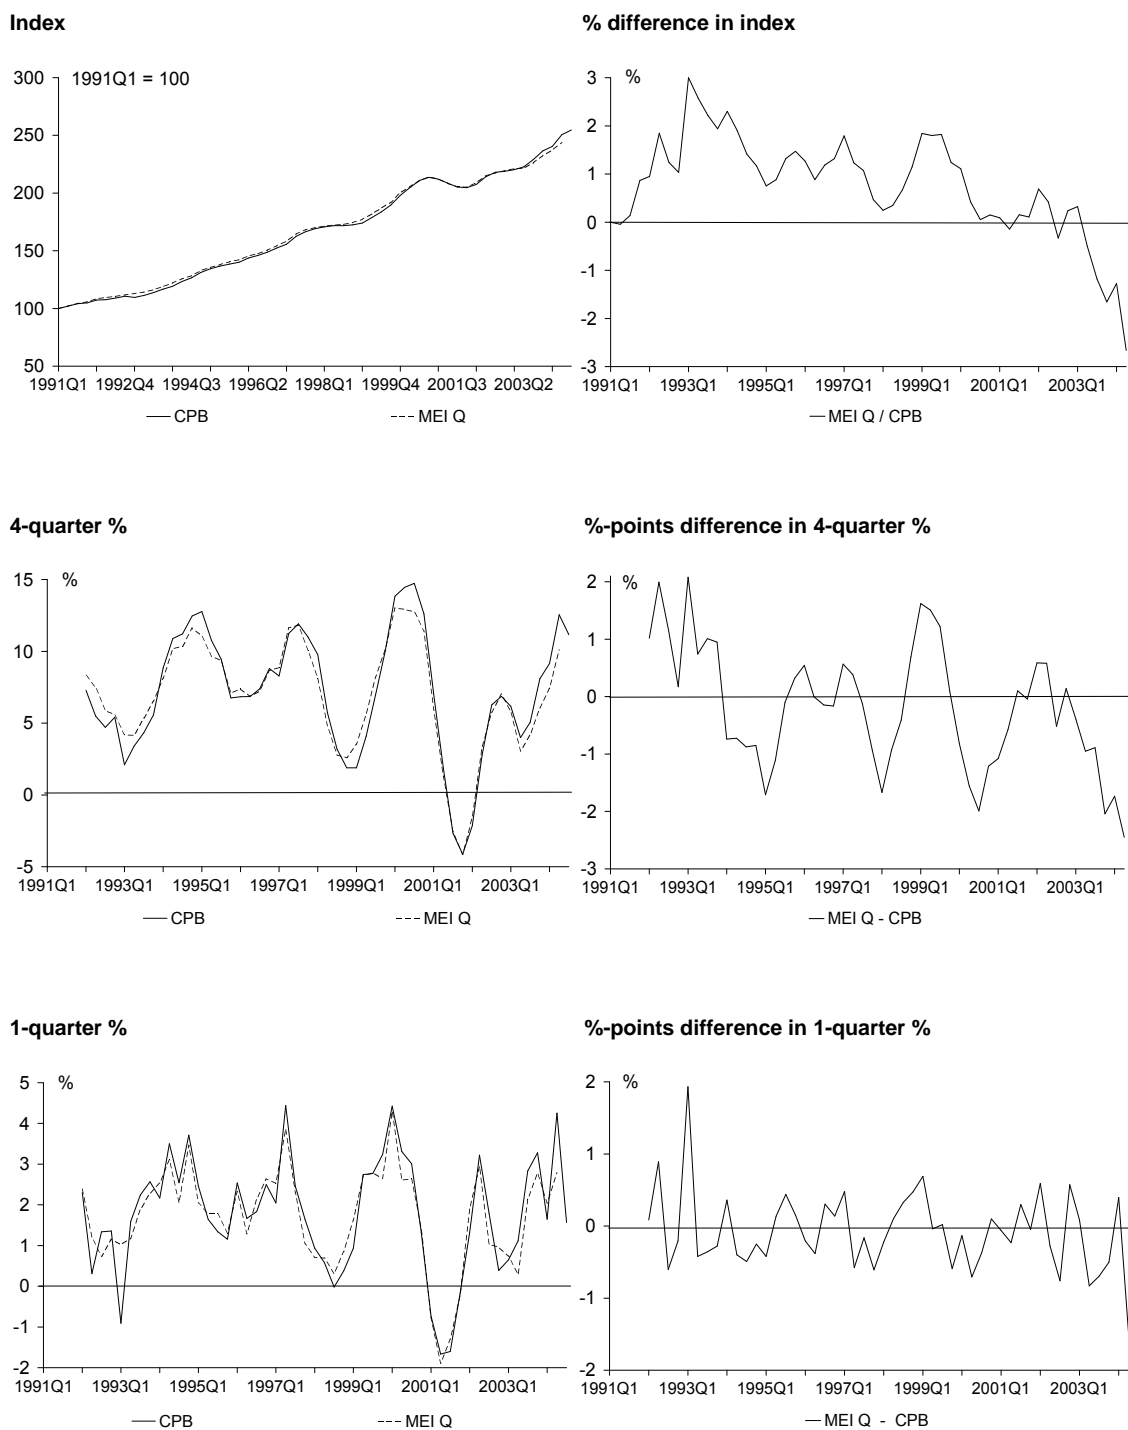 Index
1991Q1 = 100
300
250
200
150
100
50
1991Q1 1992Q4 1994Q3 1996Q2 1998Q1 1999Q4 2001Q3 2003Q2
CPB MEI Q
% difference in index
%
3
2
1
0
-1
-2
-3
1991Q1 1993Q1 1995Q1 1997Q1 1999Q1 2001Q1 2003Q1
MEI Q / CPB
4-quarter %
%
15
10
5
0
-5
1991Q1 1993Q1 1995Q1 1997Q1 1999Q1 2001Q1 2003Q1
CPB MEI Q
%-points difference in 4-quarter %
%
2
1
0
-1
-2
-3
1991Q1 1993Q1 1995Q1 1997Q1 1999Q1 2001Q1 2003Q1
MEI Q - CPB
1-quarter %
%
5
4
3
2
1
0
-1
-2
1991Q1 1993Q1 1995Q1 1997Q1 1999Q1 2001Q1 2003Q1
CPB MEI Q
%-points difference in 1-quarter %
%
2
1
0
-1
-2
1991Q1 1993Q1 1995Q1 1997Q1 1999Q1 2001Q1 2003Q1
MEI Q - CPB